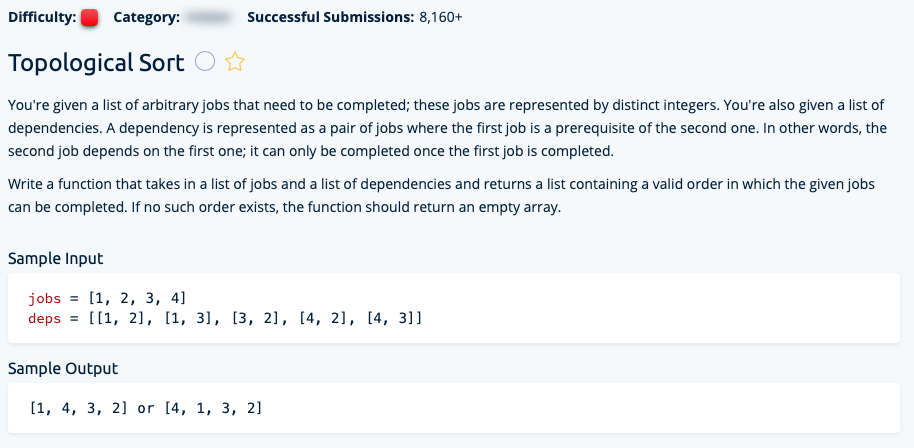 Difficulty: Category: Successful Submissions: 8,160+
Topological Sort
You're given a list of arbitrary jobs that need to be completed; these jobs are represented by distinct integers. You're also given a list of
dependencies. A dependency is represented as a pair of jobs where the first job is a prerequisite of the second one. In other words, the
second job depends on the first one; it can only be completed once the first job is completed.
Write a function that takes in a list of jobs and a list of dependencies and returns a list containing a valid order in which the given jobs
can be completed. If no such order exists, the function should return an empty array.
Sample Input
jobs = [1, 2, 3, 4]
deps = [[1, 2], [1, 3], [3, 2], [4, 2], [4, 3]]
Sample Output
[1, 4, 3, 2] or [4, 1, 3, 2]